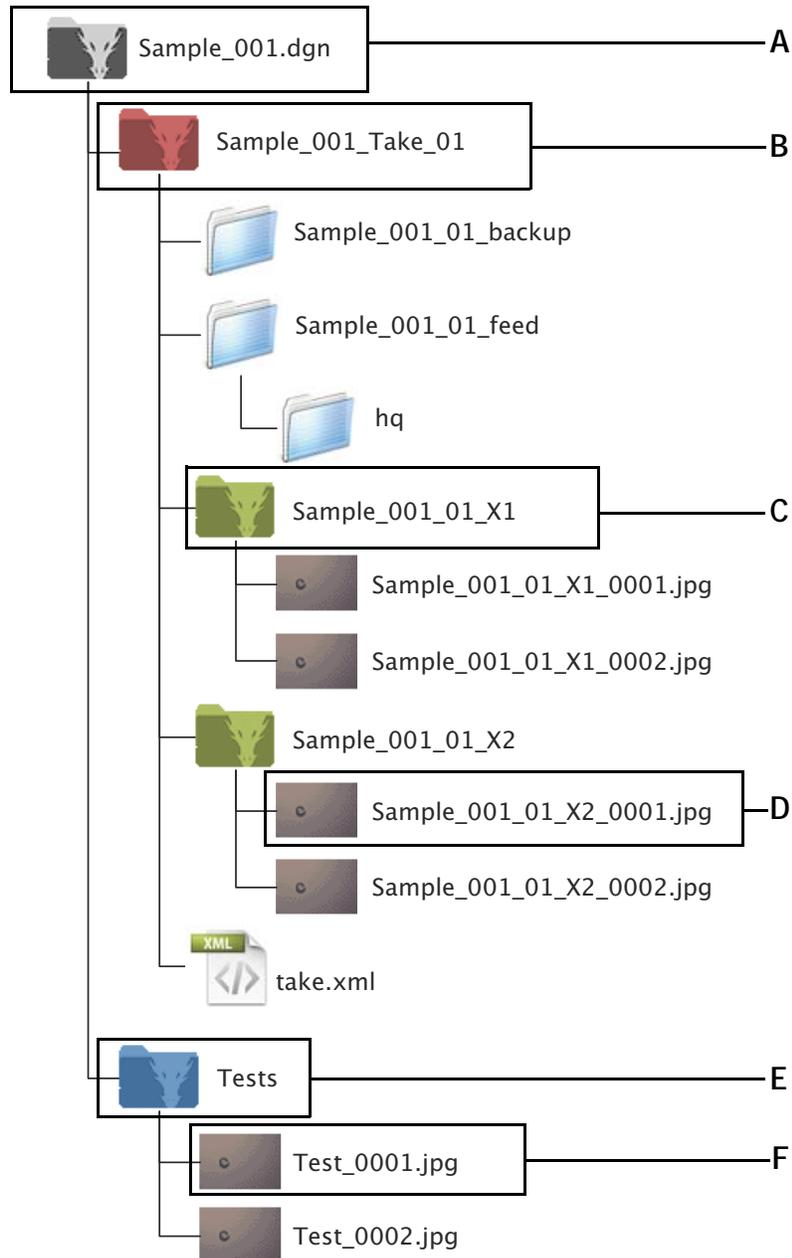 Sample_001.dgn
A
Sample_001_Take_01
B
Sample_001_01_backup
Sample_001_01_feed
hq
Sample_001_01_X1
C
Sample_001_01_X1_0001.jpg
Sample_001_01_X1_0002.jpg
Sample_001_01_X2
Sample_001_01_X2_0001.jpg
D
Sample_001_01_X2_0002.jpg
XML
take.xml
Tests
E
Test_0001.jpg
F
Test_0002.jpg